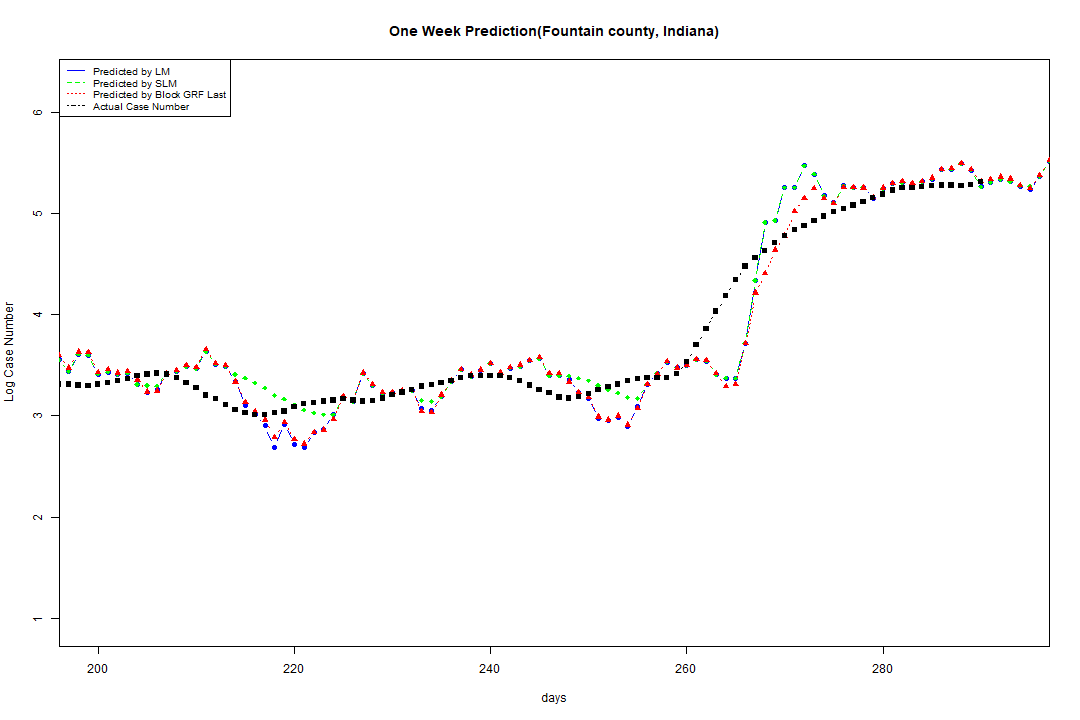 One Week Prediction(Fountain county, Indiana)
Predicted by LM
Predicted by SLM
Predicted by Block GRF Last
Actual Case Number
6
5
4
3
2
1
Log Case Number
200 220 240 260 280
days